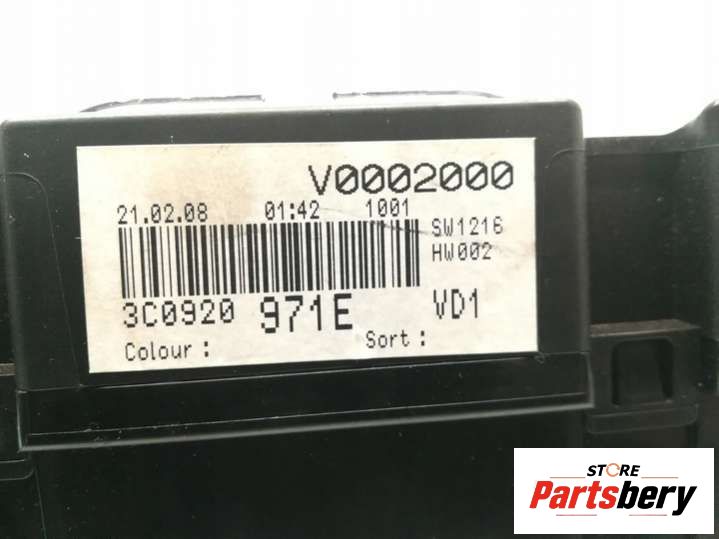 V0002000
21.02.08 01:42 1001
SW1216
HW002
3C0920 971E VD1
Colour : Sort :
STORE
Partsbery